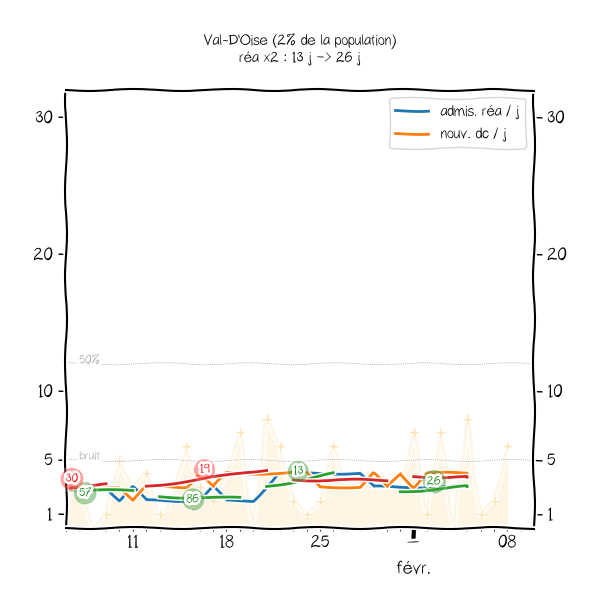 Val-D'Oise (2% de la population)
réa x2 : 13 j -> 26 j
admis. réa / j
nouv. dc / j
30 30
20 20
50%
10 10
bruit
5 5
30 57 86 19 13 26
1 1
11 18 25 1 08
févr.